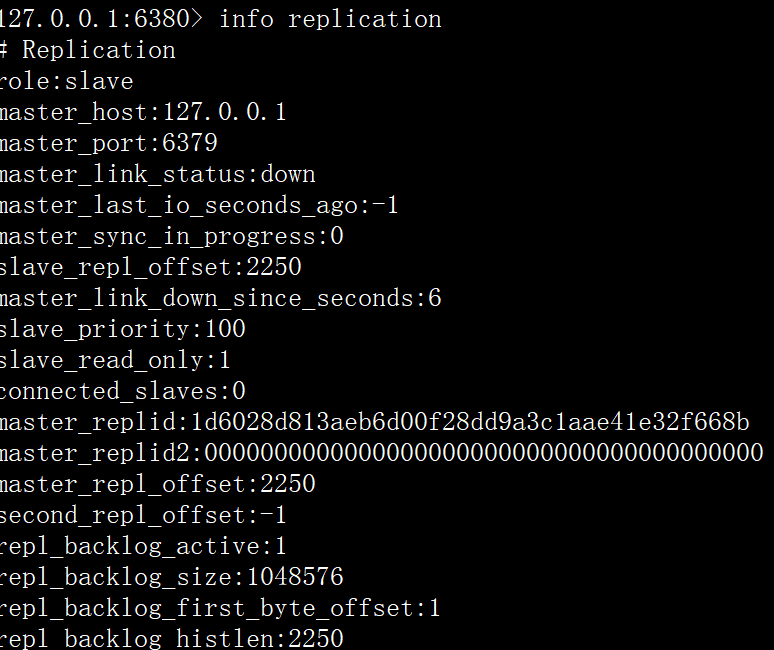 127.0.0.1:6380> info replication
# Replication
role:slave
master_host:127.0.0.1
master_port:6379
master_link_status:down
master_last_io_seconds_ago:-1
master_sync_in_progress:0
slave_repl_offset:2250
master_link_down_since_seconds:6
slave_priority:100
slave_read_only:1
connected_slaves:0
master_replid:1d6028d813aeb6d00f28dd9a3c1aae41e32f668b
master_replid2:0000000000000000000000000000000000000000
master_repl_offset:2250
second_repl_offset:-1
repl_backlog_active:1
repl_backlog_size:1048576
repl_backlog_first_byte_offset:1
repl_backlog_histlen:2250